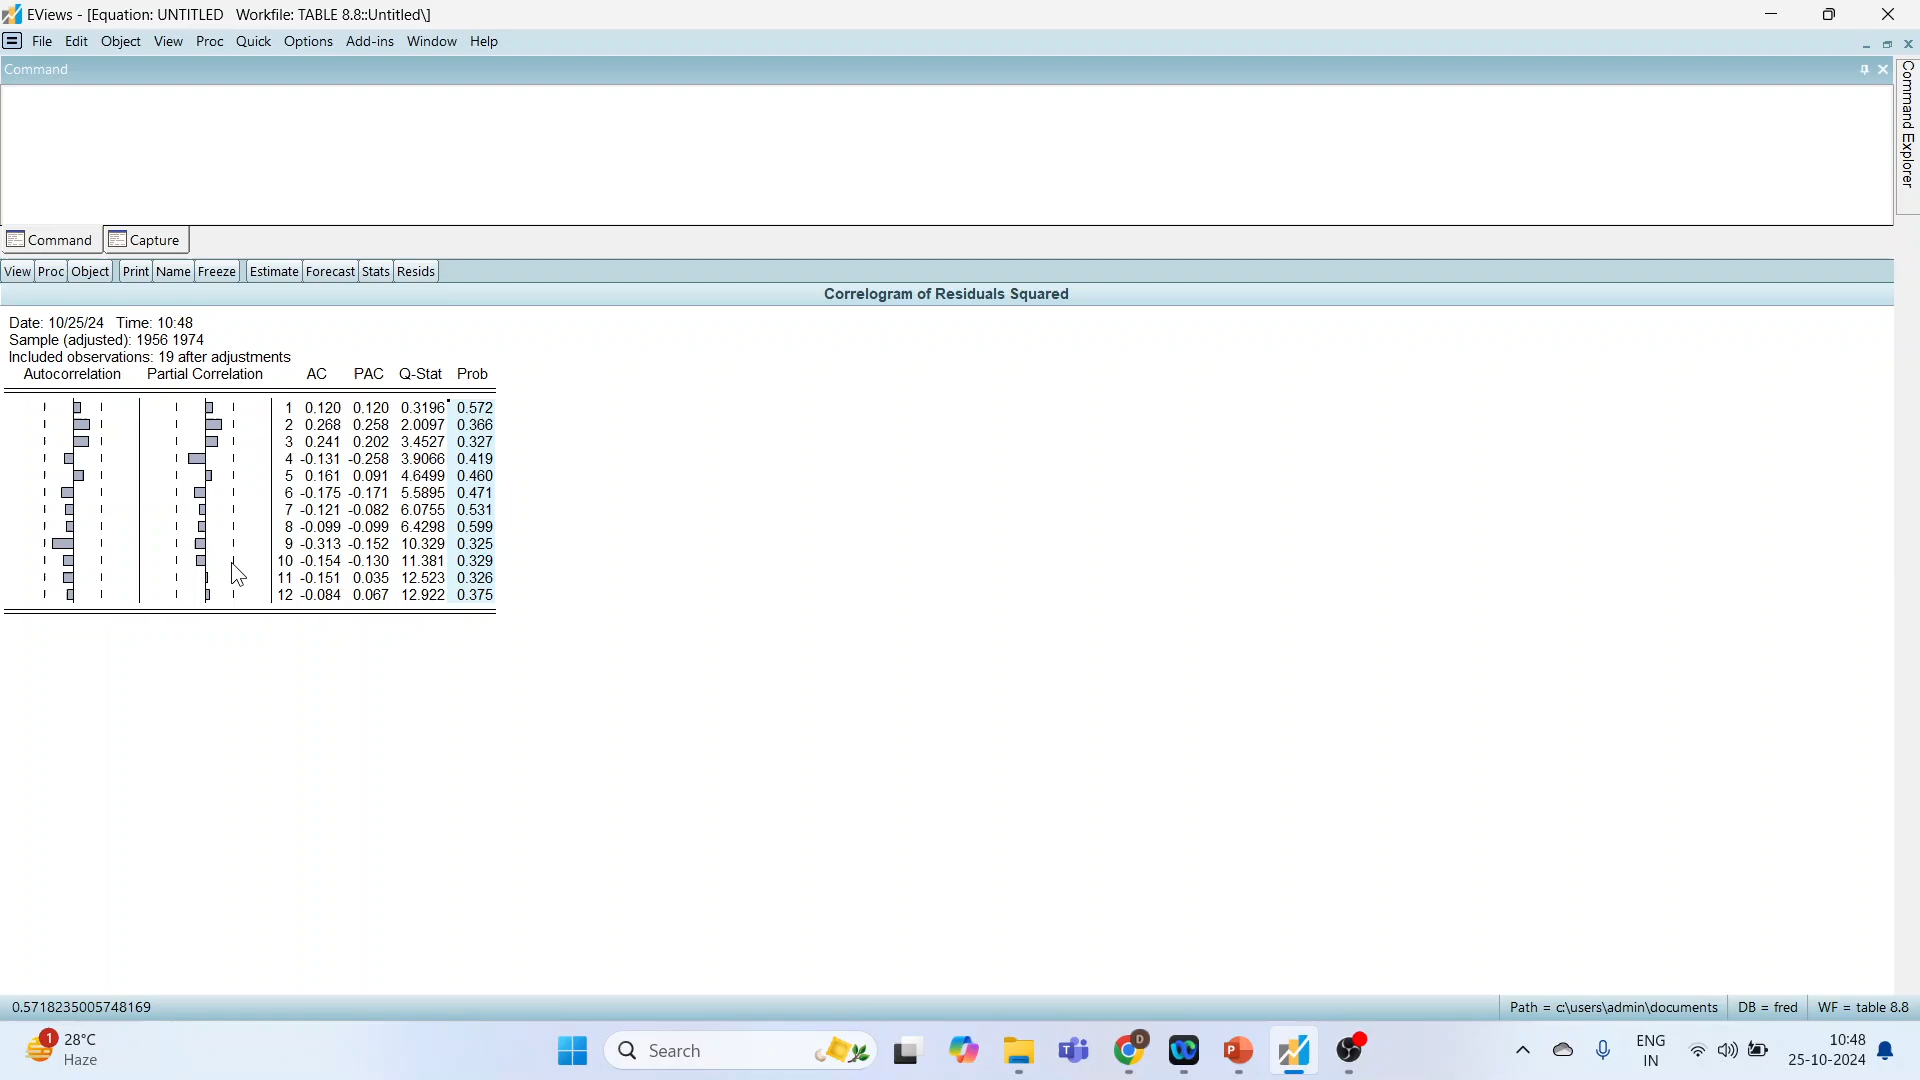 EViews - [Equation: UNTITLED   Workfile: TABLE 8.8::Untitled\]
File Edit Object View Proc Quick Options Add-ins Window Help
Command
Command Explorer
Command Capture
View Proc Object Print Name Freeze Estimate Forecast Stats Resids
Correlogram of Residuals Squared
Date: 10/25/24   Time: 10:48
Sample (adjusted): 1956 1974
Included observations: 19 after adjustments
Autocorrelation Partial Correlation AC PAC Q-Stat Prob
1 0.120 0.120 0.3196 0.572
2 0.268 0.258 2.0097 0.366
3 0.241 0.202 3.4527 0.327
4 -0.131 -0.258 3.9066 0.419
5 0.161 0.091 4.6499 0.460
6 -0.175 -0.171 5.5895 0.471
7 -0.121 -0.082 6.0755 0.531
8 -0.099 -0.099 6.4298 0.599
9 -0.313 -0.152 10.329 0.325
10 -0.154 -0.130 11.381 0.329
11 -0.151 0.035 12.523 0.326
12 -0.084 0.067 12.922 0.375
0.5718235005748169 Path = c:\users\admin\documents DB = fred WF = table 8.8
1 28°C
Haze
Search
D
ENG
IN
10:48
25-10-2024